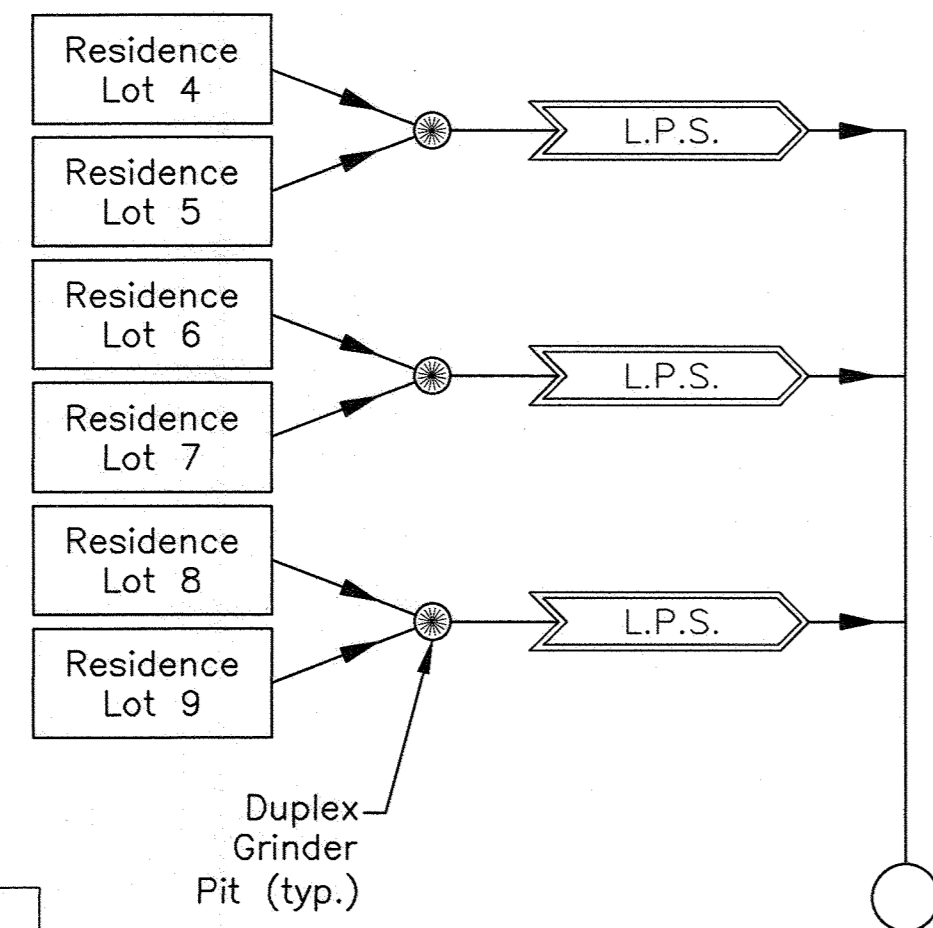 Residence
Lot 4
Residence
Lot 5
L.P.S.
Residence
Lot 6
Residence
Lot 7
L.P.S.
Residence
Lot 8
Residence
Lot 9
L.P.S.
Duplex
Grinder
Pit (typ.)